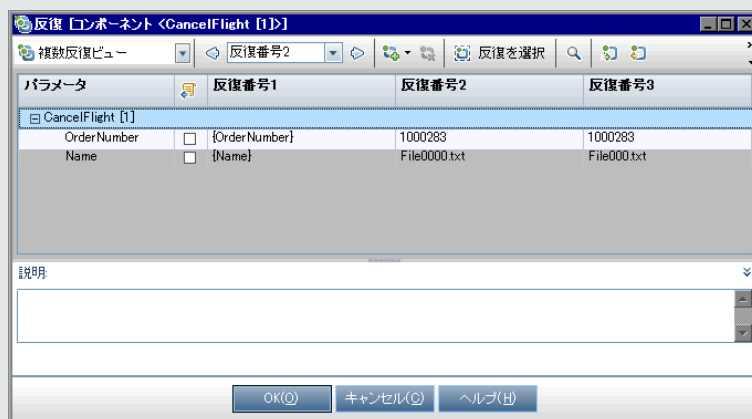 反復 [コンポーネント <CancelFlight [1]>]
複数反復ビュー 反復番号2 反復を選択
パラメータ 反復番号1 反復番号2 反復番号3
CancelFlight [1]
OrderNumber {OrderNumber} 1000283 1000283
Name {Name} File0000.txt File000.txt
説明:
OK(O) キャンセル(C) ヘルプ(H)